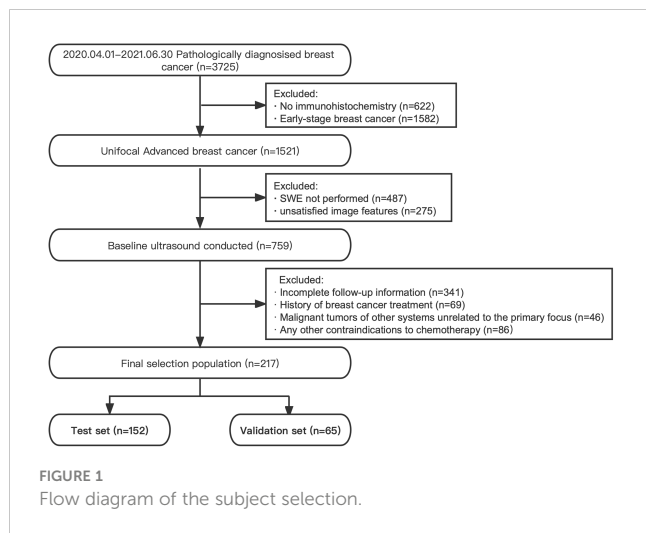 2020.04.01–2021.06.30 Pathologically diagnosised breast
cancer (n=3725)
Excluded:
· No immunohistochemistry (n=622)
· Early-stage breast cancer (n=1582)
Unifocal Advanced breast cancer (n=1521)
Excluded:
· SWE not performed (n=487)
· unsatisfied image features (n=275)
Baseline ultrasound conducted (n=759)
Excluded:
· Incomplete follow-up information (n=341)
· History of breast cancer treatment (n=69)
· Malignant tumors of other systems unrelated to the primary focus (n=46)
· Any other contraindications to chemotherapy (n=86)
Final selection population (n=217)
Test set (n=152)
Validation set (n=65)
FIGURE 1
Flow diagram of the subject selection.